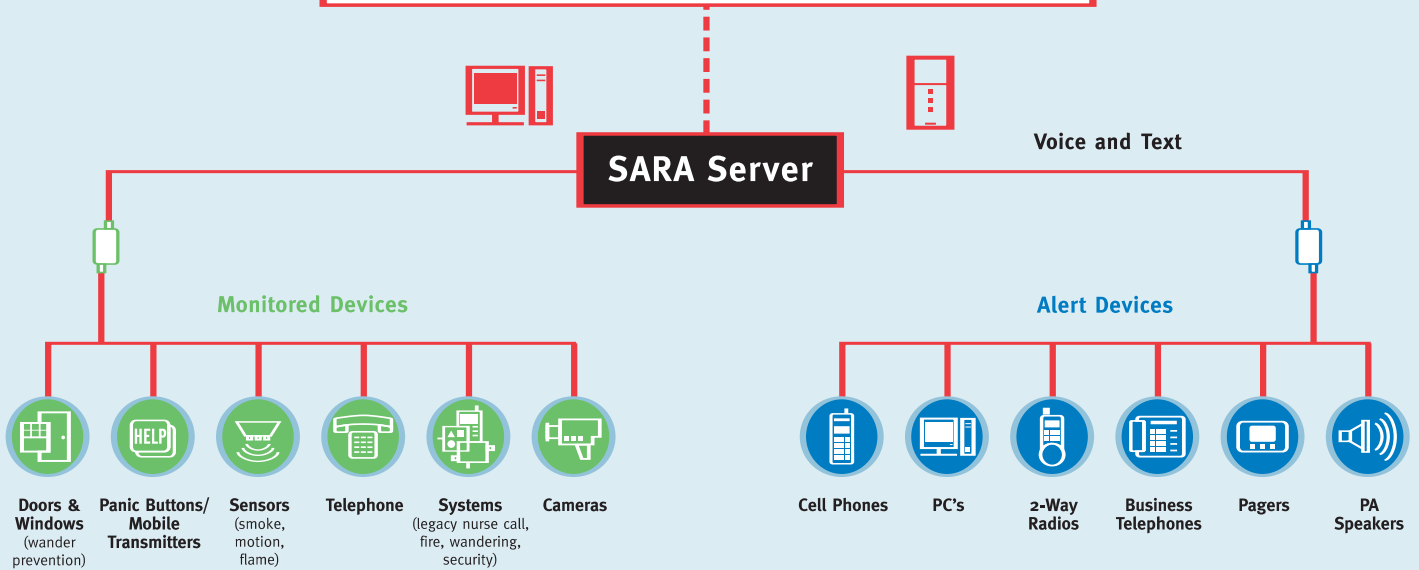 Voice and Text
SARA Server
Monitored Devices
Alert Devices
HELP
Doors &
Windows
(wander
prevention)
Panic Buttons/
Mobile
Transmitters
Sensors
(smoke,
motion,
flame)
Telephone
Systems
(legacy nurse call,
fire, wandering,
security)
Cameras
Cell Phones
PC's
2-Way
Radios
Business
Telephones
Pagers
PA
Speakers